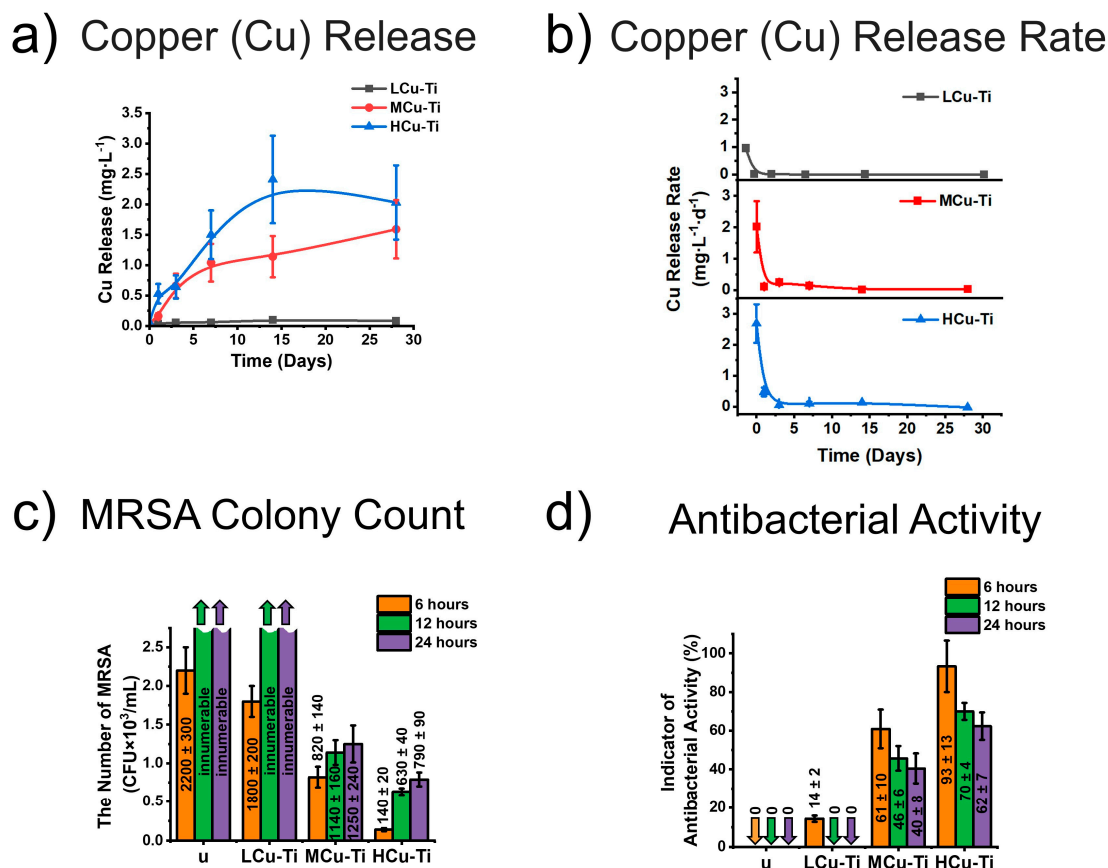 a) Copper (Cu) Release
LCu-Ti
MCu-Ti
HCu-Ti
Cu Release (mg·L⁻¹)
3.5
3.0
2.5
2.0
1.5
1.0
0.5
0.0
0 5 10 15 20 25 30
Time (Days)
b) Copper (Cu) Release Rate
LCu-Ti
MCu-Ti
HCu-Ti
Cu Release Rate
(mg·L⁻¹·d⁻¹)
3
2
1
0
3
2
1
0
3
2
1
0
0 5 10 15 20 25 30
Time (Days)
c) MRSA Colony Count
6 hours
12 hours
24 hours
The Number of MRSA
(CFU×10³/mL)
2.5
2.0
1.5
1.0
0.5
0.0
2200 ± 300
innumerable
innumerable
1800 ± 200
innumerable
innumerable
820 ± 140
1140 ± 160
1250 ± 240
140 ± 20
630 ± 40
790 ± 90
u LCu-Ti MCu-Ti HCu-Ti
d) Antibacterial Activity
6 hours
12 hours
24 hours
Indicator of
Antibacterial Activity (%)
100
80
60
40
20
0
0 0 0
14 ± 2
0 0
61 ± 10
46 ± 6
40 ± 8
93 ± 13
70 ± 4
62 ± 7
u LCu-Ti MCu-Ti HCu-Ti